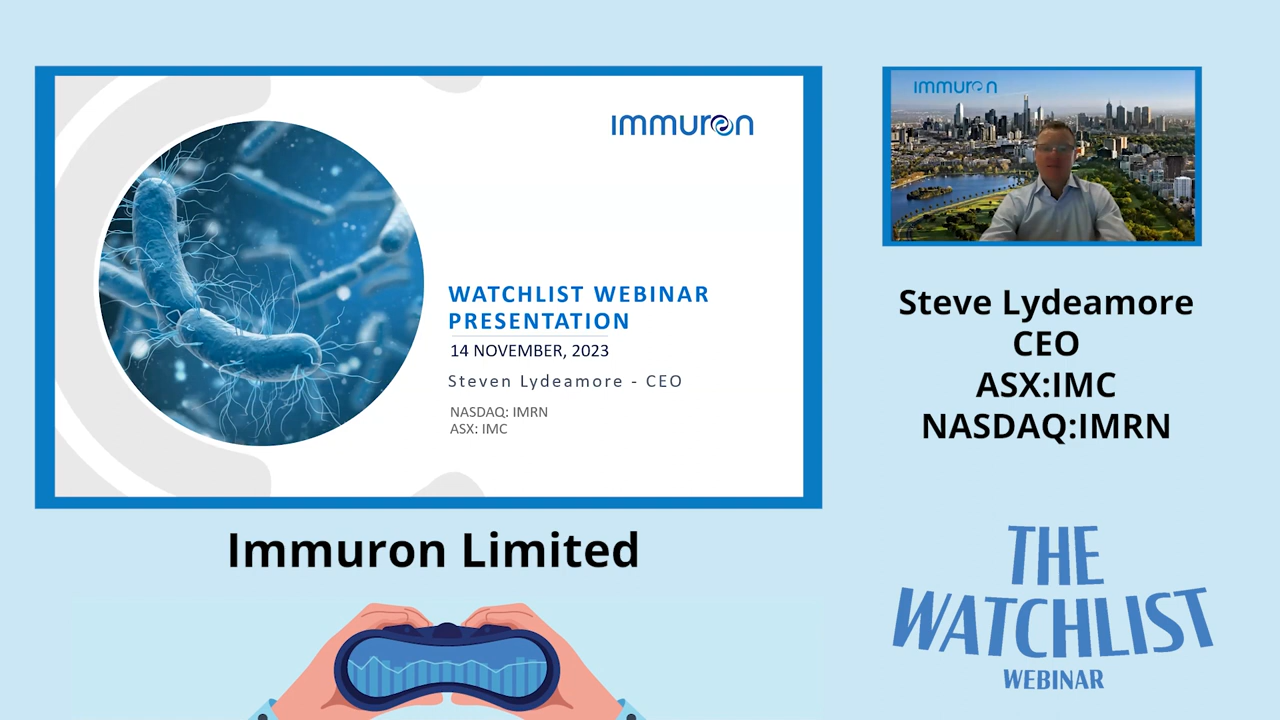 immuron
WATCHLIST WEBINAR
PRESENTATION
14 NOVEMBER, 2023
Steven Lydeamore - CEO
NASDAQ: IMRN
ASX: IMC
Immuron Limited
immuron
Steve Lydeamore
CEO
ASX:IMC
NASDAQ:IMRN
THE
WATCHLIST
WEBINAR